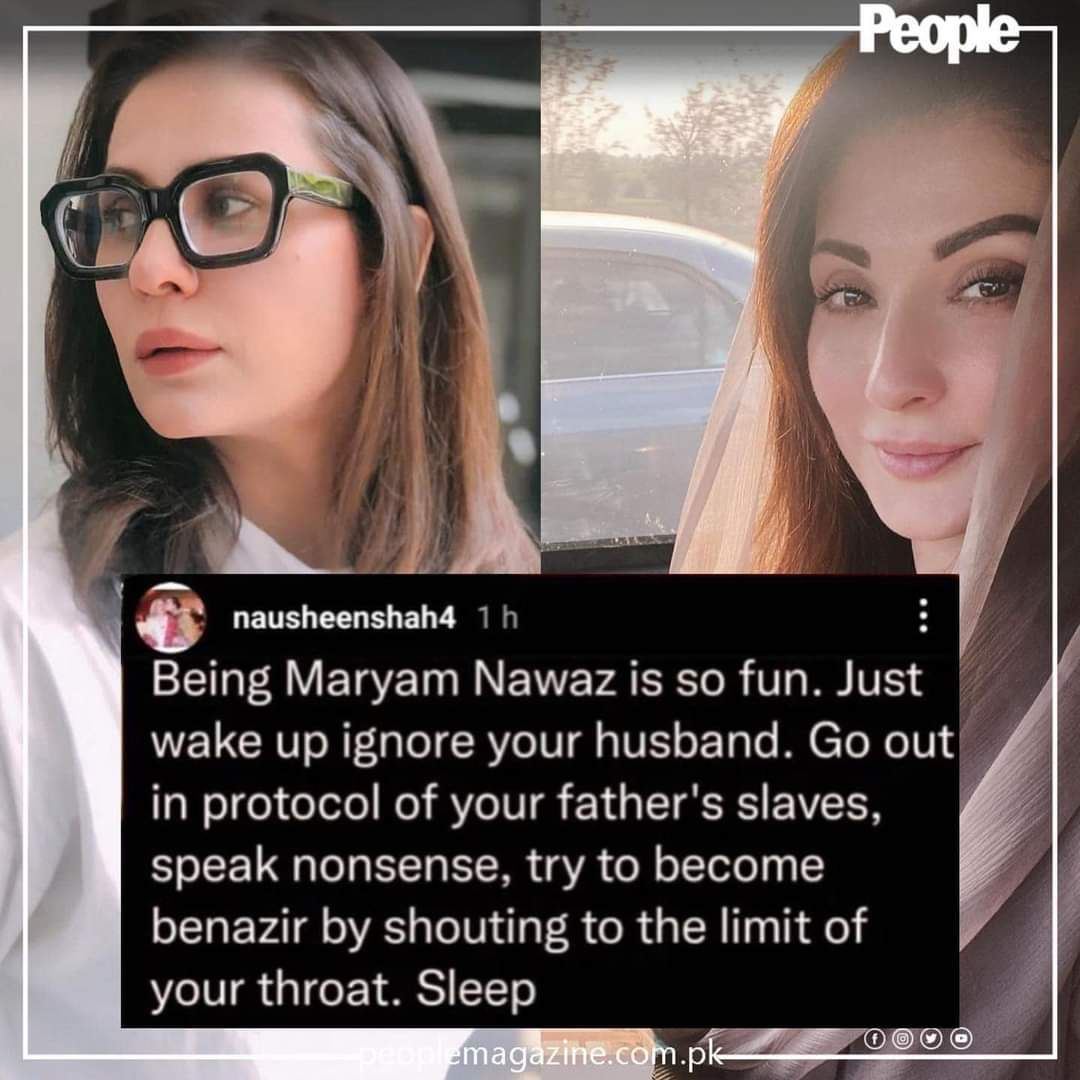 People
nausheenshah4 1 h
Being Maryam Nawaz is so fun. Just
wake up ignore your husband. Go out
in protocol of your father's slaves,
speak nonsense, try to become
benazir by shouting to the limit of
your throat. Sleep
peoplemagazine.com.pk